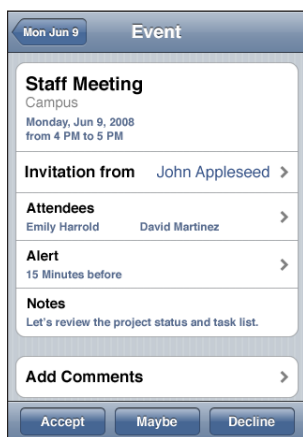 Mon Jun 9 Event
Staff Meeting
Campus
Monday, Jun 9, 2008
from 4 PM to 5 PM
Invitation from John Appleseed
Attendees
Emily Harrold David Martinez
Alert
15 Minutes before
Notes
Let's review the project status and task list.
Add Comments
Accept Maybe Decline